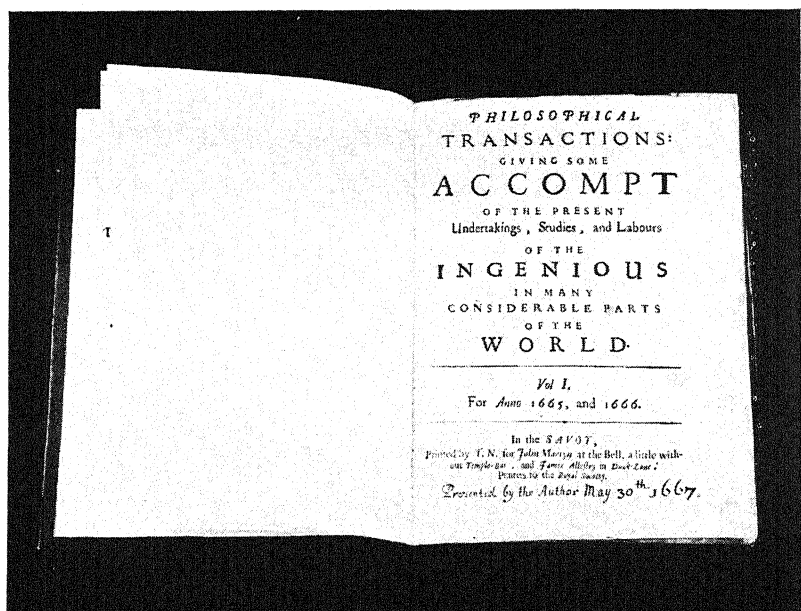 PHILOSOPHICAL
TRANSACTIONS:
GIVING SOME
ACCOMPT
OF THE PRESENT
Undertakings, Studies, and Labours
OF THE
INGENIOUS
IN MANY
CONSIDERABLE PARTS
OF THE
WORLD.
Vol I.
For Anno 1665, and 1666.
In the SAVOY,
Printed by T. N. for John Martyn at the Bell, a little with-
out Temple-Bar, and James Allestry in Duck-Lane:
Printers to the Royal Society.
Presented by the Author May 30th 1667.